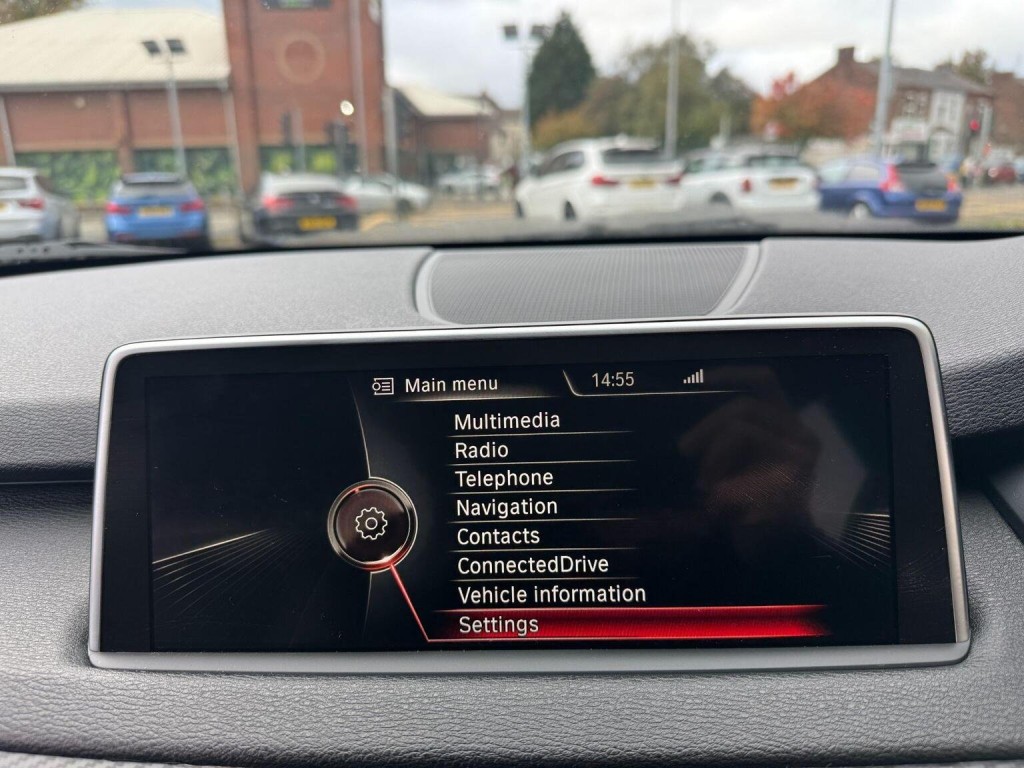 Main menu
14:55
Multimedia
Radio
Telephone
Navigation
Contacts
ConnectedDrive
Vehicle information
Settings